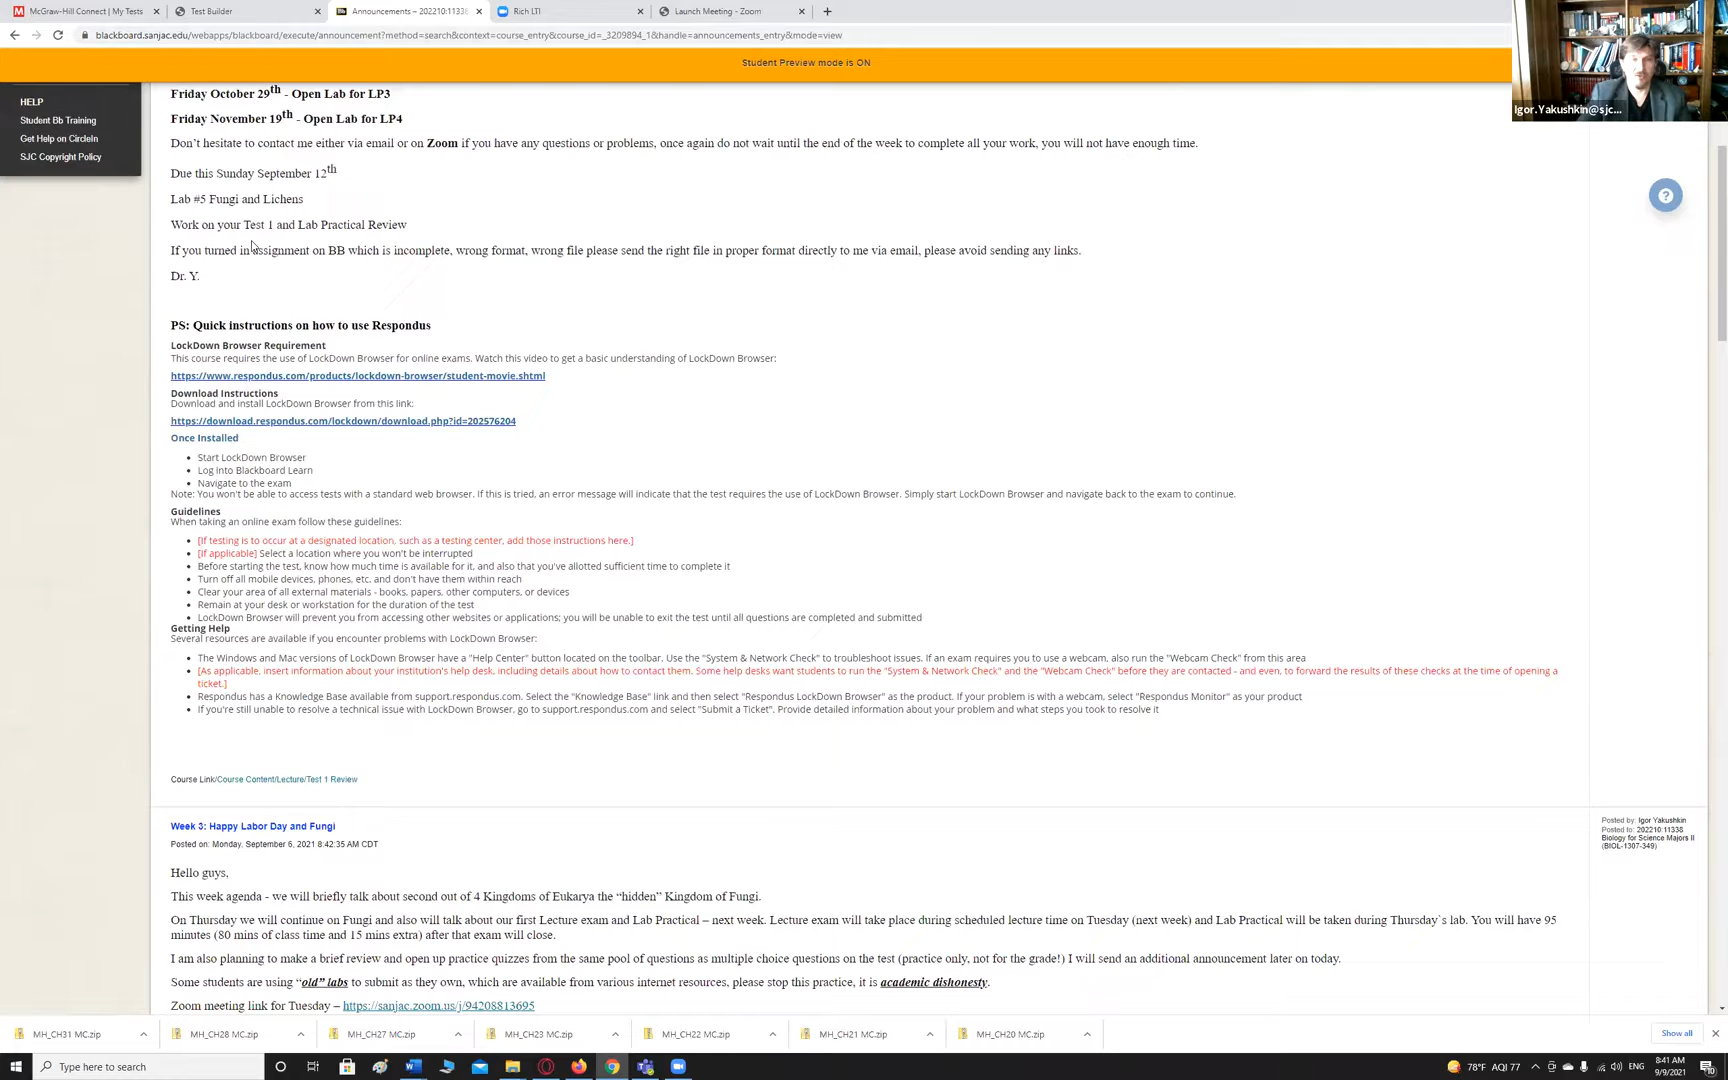 McGraw-Hill Connect | My Tests
Test Builder
Announcements – 202210:11338
Rich LTI
Launch Meeting - Zoom
blackboard.sanjac.edu/webapps/blackboard/execute/announcement?method=search&context=course_entry&course_id=_3209894_1&handle=announcements_entry&mode=view
Student Preview mode is ON
Igor.Yakushkin@sjc...
HELP
Student Bb Training
Get Help on CircleIn
SJC Copyright Policy
Friday October 29th - Open Lab for LP3
Friday November 19th - Open Lab for LP4
Don't hesitate to contact me either via email or on Zoom if you have any questions or problems, once again do not wait until the end of the week to complete all your work, you will not have enough time.
Due this Sunday September 12th
Lab #5 Fungi and Lichens
Work on your Test 1 and Lab Practical Review
If you turned in assignment on BB which is incomplete, wrong format, wrong file please send the right file in proper format directly to me via email, please avoid sending any links.
Dr. Y.
PS: Quick instructions on how to use Respondus
LockDown Browser Requirement
This course requires the use of LockDown Browser for online exams. Watch this video to get a basic understanding of LockDown Browser:
https://www.respondus.com/products/lockdown-browser/student-movie.shtml
Download Instructions
Download and install LockDown Browser from this link:
https://download.respondus.com/lockdown/download.php?id=202576204
Once Installed
Start LockDown Browser
Log into Blackboard Learn
Navigate to the exam
Note: You won't be able to access tests with a standard web browser. If this is tried, an error message will indicate that the test requires the use of LockDown Browser. Simply start LockDown Browser and navigate back to the exam to continue.
Guidelines
When taking an online exam follow these guidelines:
[If testing is to occur at a designated location, such as a testing center, add those instructions here.]
[If applicable] Select a location where you won't be interrupted
Before starting the test, know how much time is available for it, and also that you've allotted sufficient time to complete it
Turn off all mobile devices, phones, etc. and don't have them within reach
Clear your area of all external materials - books, papers, other computers, or devices
Remain at your desk or workstation for the duration of the test
LockDown Browser will prevent you from accessing other websites or applications; you will be unable to exit the test until all questions are completed and submitted
Getting Help
Several resources are available if you encounter problems with LockDown Browser:
The Windows and Mac versions of LockDown Browser have a "Help Center" button located on the toolbar. Use the "System & Network Check" to troubleshoot issues. If an exam requires you to use a webcam, also run the "Webcam Check" from this area
[As applicable, insert information about your institution's help desk, including details about how to contact them. Some help desks want students to run the "System & Network Check" and the "Webcam Check" before they are contacted - and even, to forward the results of these checks at the time of opening a
ticket.]
Respondus has a Knowledge Base available from support.respondus.com. Select the "Knowledge Base" link and then select "Respondus LockDown Browser" as the product. If your problem is with a webcam, select "Respondus Monitor" as your product
If you're still unable to resolve a technical issue with LockDown Browser, go to support.respondus.com and select "Submit a Ticket". Provide detailed information about your problem and what steps you took to resolve it
Course Link/Course Content/Lecture/Test 1 Review
Week 3: Happy Labor Day and Fungi
Posted on: Monday, September 6, 2021 8:42:35 AM CDT
Posted by: Igor Yakushkin
Posted to: 202210:11338
Biology for Science Majors II
(BIOL-1307-349)
Hello guys,
This week agenda - we will briefly talk about second out of 4 Kingdoms of Eukarya the “hidden” Kingdom of Fungi.
On Thursday we will continue on Fungi and also will talk about our first Lecture exam and Lab Practical – next week. Lecture exam will take place during scheduled lecture time on Tuesday (next week) and Lab Practical will be taken during Thursday`s lab. You will have 95
minutes (80 mins of class time and 15 mins extra) after that exam will close.
I am also planning to make a brief review and open up practice quizzes from the same pool of questions as multiple choice questions on the test (practice only, not for the grade!) I will send an additional announcement later on today.
Some students are using “old” labs to submit as they own, which are available from various internet resources, please stop this practice, it is academic dishonesty.
Zoom meeting link for Tuesday – https://sanjac.zoom.us/j/94208813695
MH_CH31 MC.zip
MH_CH28 MC.zip
MH_CH27 MC.zip
MH_CH23 MC.zip
MH_CH22 MC.zip
MH_CH21 MC.zip
MH_CH20 MC.zip
Show all
Type here to search
78°F AQI 77
ENG
8:41 AM
9/9/2021